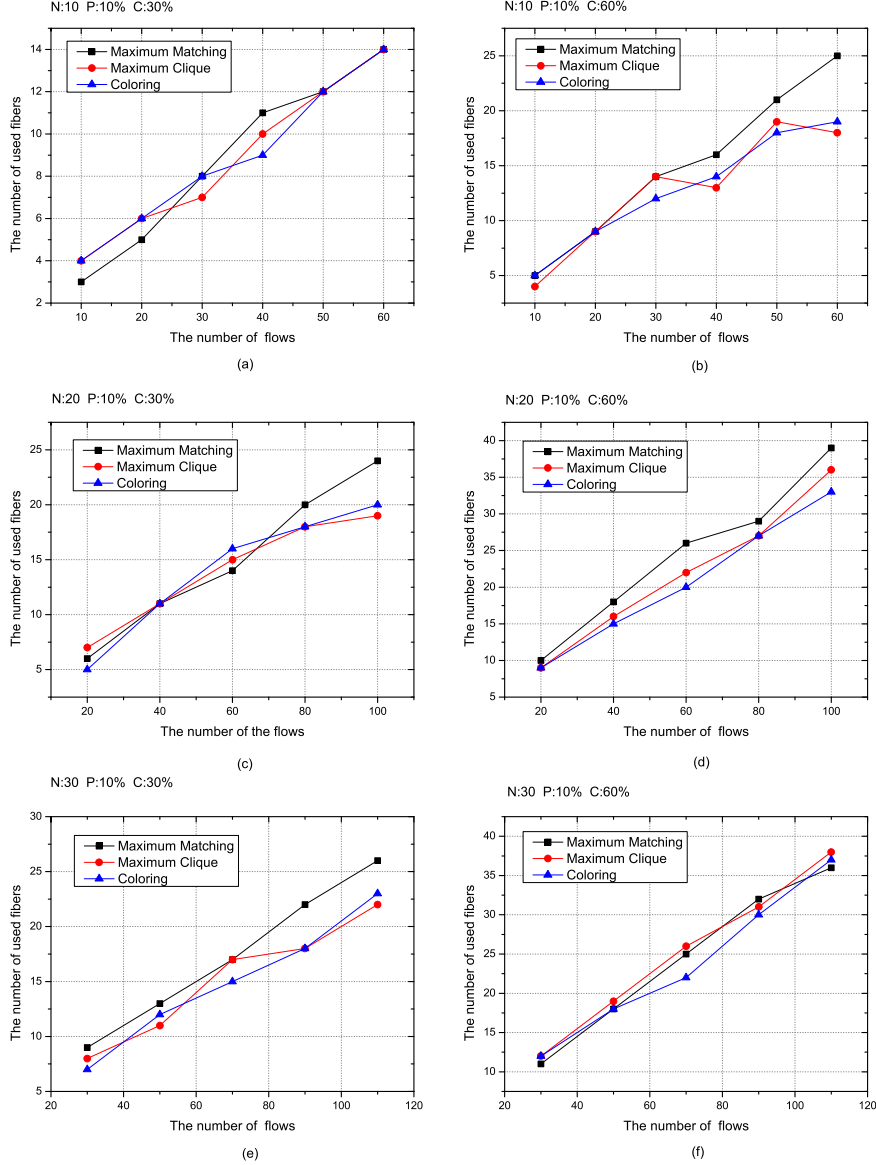 N:10 P:10% C:30%
Maximum Matching
Maximum Clique
Coloring
14
12
10
8
6
4
2
The number of used fibers
10 20 30 40 50 60
The number of flows
(a)
N:10 P:10% C:60%
Maximum Matching
Maximum Clique
Coloring
25
20
15
10
5
The number of used fibers
10 20 30 40 50 60
The number of flows
(b)
N:20 P:10% C:30%
Maximum Matching
Maximum Clique
Coloring
25
20
15
10
5
The number of used fibers
20 40 60 80 100
The number of the flows
(c)
N:20 P:10% C:60%
Maximum Matching
Maximum Clique
Coloring
40
35
30
25
20
15
10
5
The number of used fibers
20 40 60 80 100
The number of flows
(d)
N:30 P:10% C:30%
Maximum Matching
Maximum Clique
Coloring
30
25
20
15
10
5
The number of used fibers
20 40 60 80 100 120
The number of flows
(e)
N:30 P:10% C:60%
Maximum Matching
Maximum Clique
Coloring
40
35
30
25
20
15
10
The number of used fibers
20 40 60 80 100 120
The number of flows
(f)